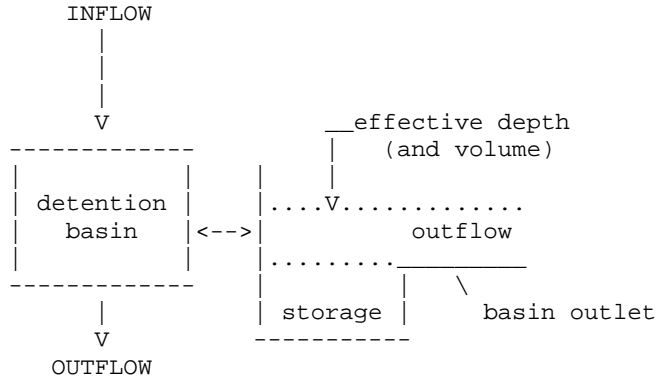 INFLOW
effective depth
(and volume)
detention
basin
outflow
storage
basin outlet
OUTFLOW